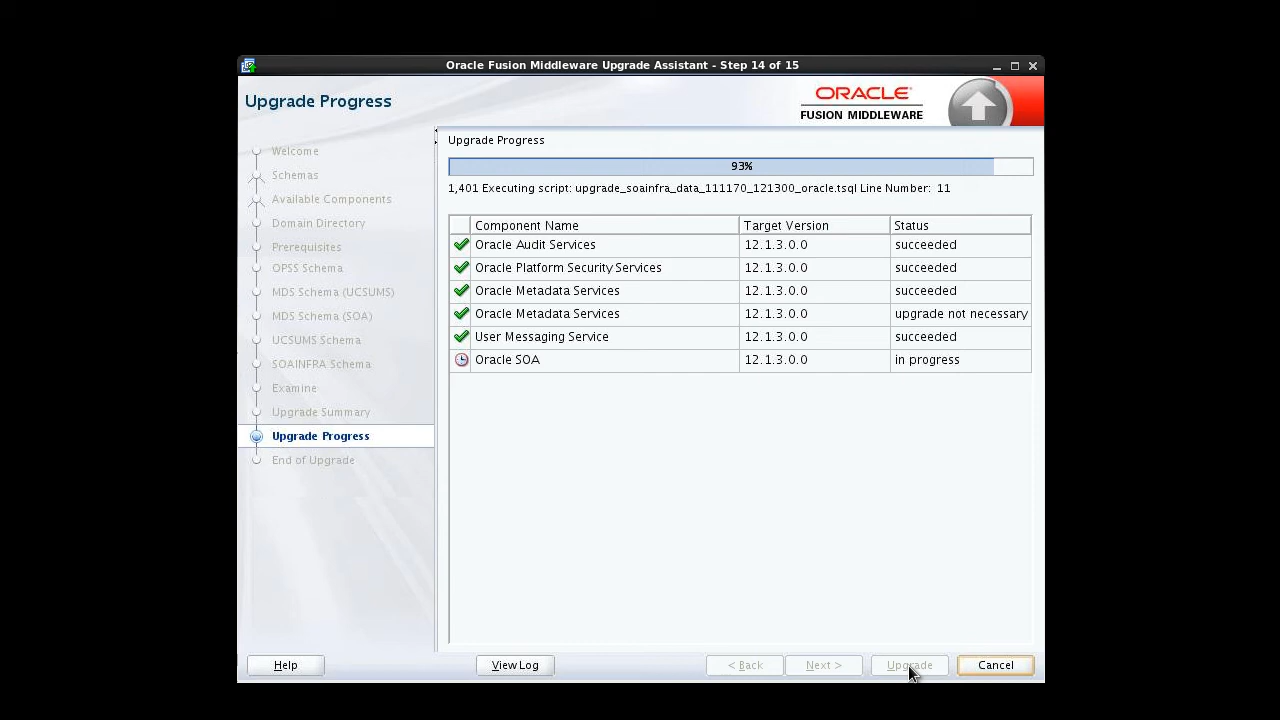 Oracle Fusion Middleware Upgrade Assistant - Step 14 of 15
Upgrade Progress
ORACLE
FUSION MIDDLEWARE
Welcome
Schemas
Available Components
Domain Directory
Prerequisites
OPSS Schema
MDS Schema (UCSUMS)
MDS Schema (SOA)
UCSUMS Schema
SOAINFRA Schema
Examine
Upgrade Summary
Upgrade Progress
End of Upgrade
Upgrade Progress
93%
1,401 Executing script: upgrade_soainfra_data_111170_121300_oracle.tsql Line Number: 11
Component Name Target Version Status
Oracle Audit Services 12.1.3.0.0 succeeded
Oracle Platform Security Services 12.1.3.0.0 succeeded
Oracle Metadata Services 12.1.3.0.0 succeeded
Oracle Metadata Services 12.1.3.0.0 upgrade not necessary
User Messaging Service 12.1.3.0.0 succeeded
Oracle SOA 12.1.3.0.0 in progress
Help View Log < Back Next > Upgrade Cancel